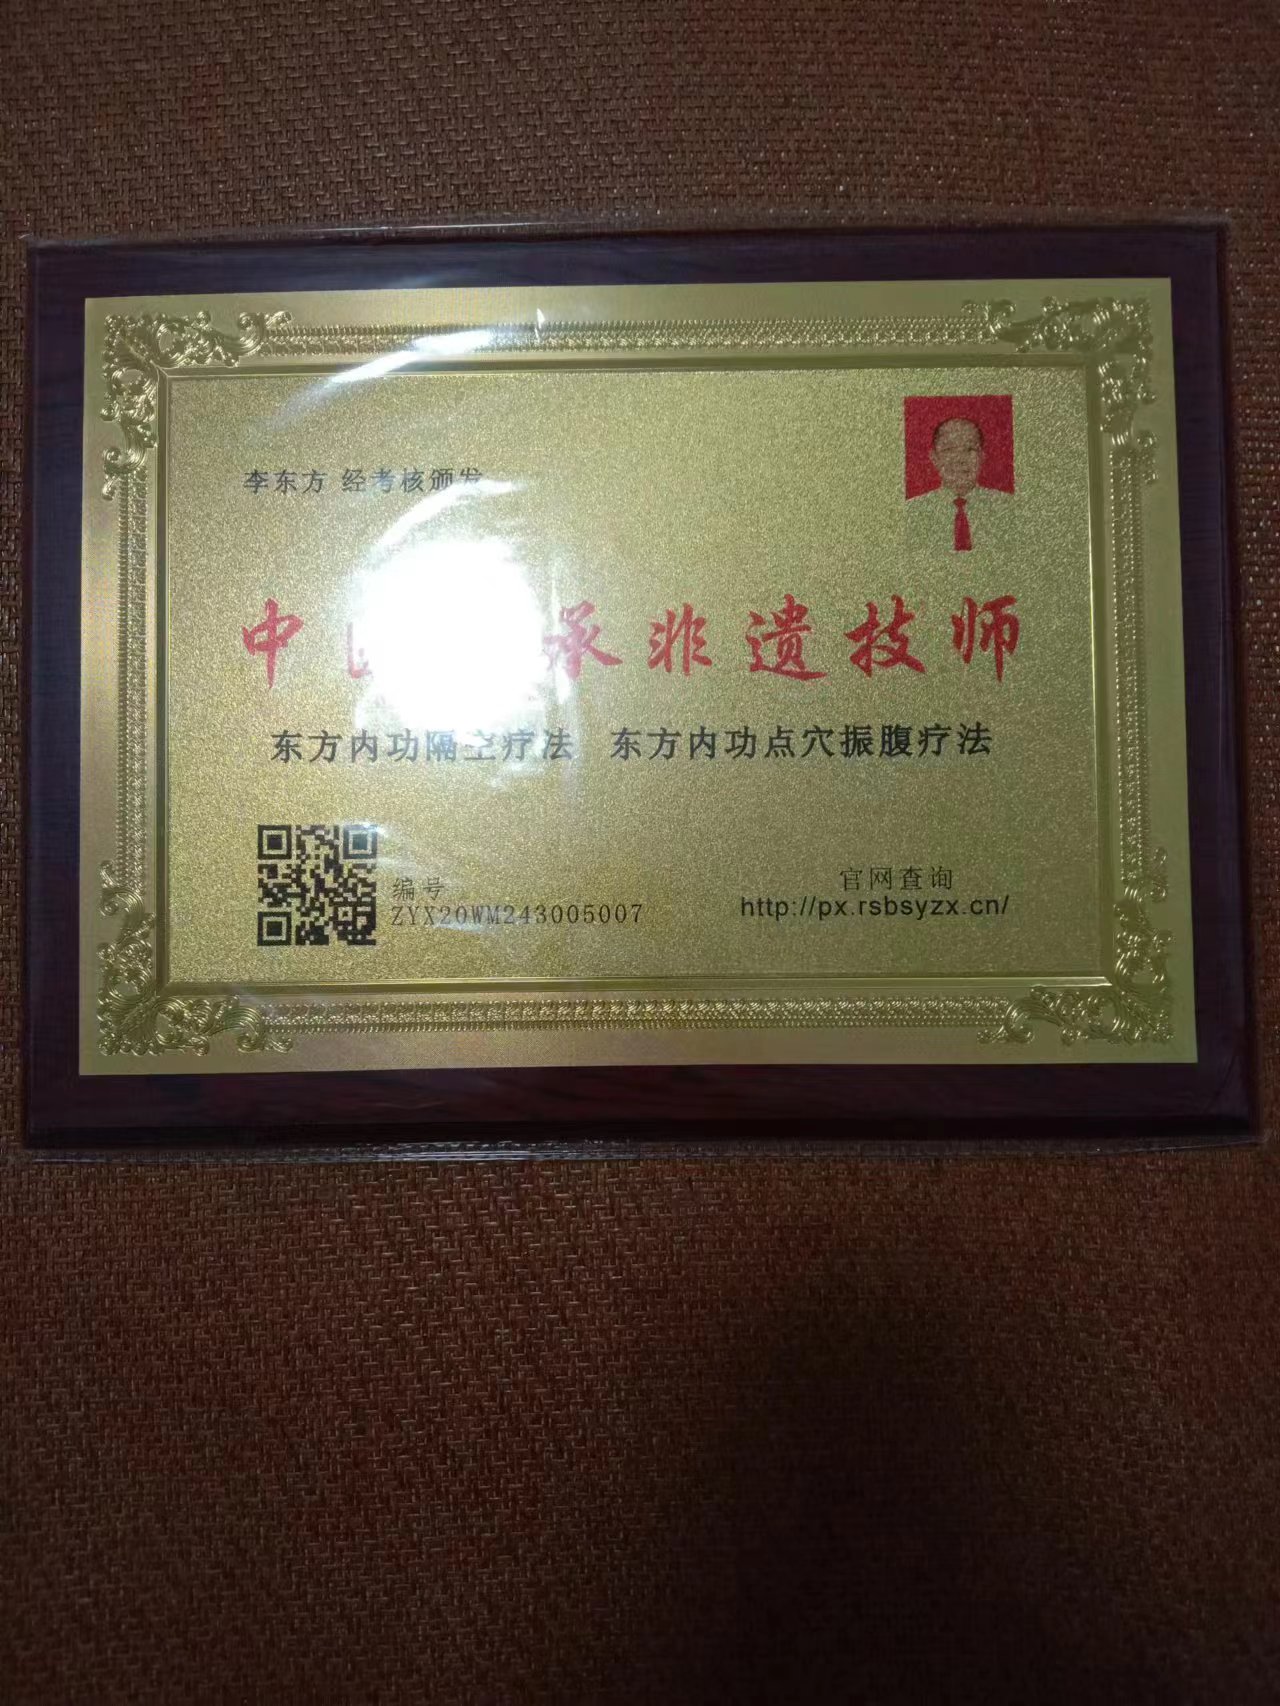 李东方 经考核颁发
中 承非遗技师
东方内功隔空疗法 东方内功点穴振腹疗法
编号
ZYX20WM243005007
官网查询
http://px.rsbsyzx.cn/